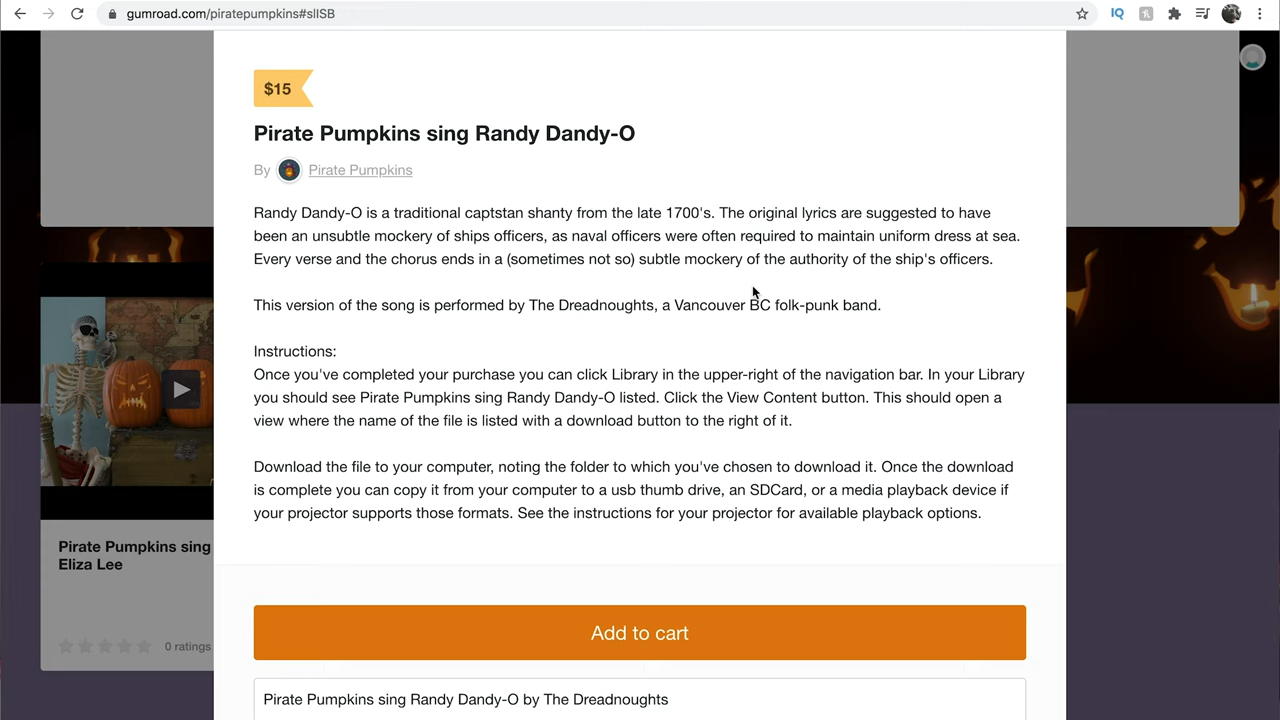 gumroad.com/piratepumpkins#slISB
IQ
$15
Pirate Pumpkins sing Randy Dandy-O
By Pirate Pumpkins
Randy Dandy-O is a traditional captstan shanty from the late 1700's. The original lyrics are suggested to have
been an unsubtle mockery of ships officers, as naval officers were often required to maintain uniform dress at sea.
Every verse and the chorus ends in a (sometimes not so) subtle mockery of the authority of the ship's officers.
This version of the song is performed by The Dreadnoughts, a Vancouver BC folk-punk band.
Instructions:
Once you've completed your purchase you can click Library in the upper-right of the navigation bar. In your Library
you should see Pirate Pumpkins sing Randy Dandy-O listed. Click the View Content button. This should open a
view where the name of the file is listed with a download button to the right of it.
Download the file to your computer, noting the folder to which you've chosen to download it. Once the download
is complete you can copy it from your computer to a usb thumb drive, an SDCard, or a media playback device if
your projector supports those formats. See the instructions for your projector for available playback options.
Pirate Pumpkins sing
Eliza Lee
0 ratings
Add to cart
Pirate Pumpkins sing Randy Dandy-O by The Dreadnoughts